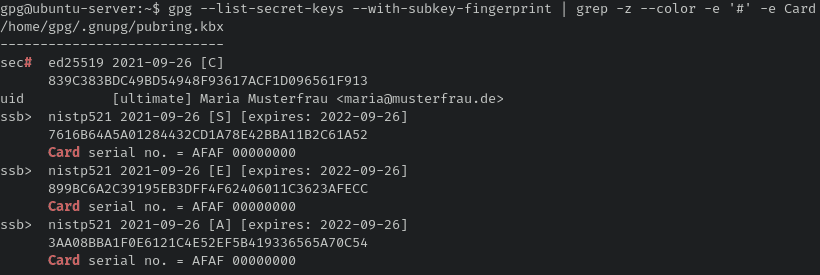 gpg@ubuntu-server:~$ gpg --list-secret-keys --with-subkey-fingerprint | grep -z --color -e '#' -e Card
/home/gpg/.gnupg/pubring.kbx
----------------------------
sec#  ed25519 2021-09-26 [C]
      839C383BDC49BD54948F93617ACF1D096561F913
uid           [ultimate] Maria Musterfrau <maria@musterfrau.de>
ssb>  nistp521 2021-09-26 [S] [expires: 2022-09-26]
      7616B64A5A01284432CD1A78E42BBA11B2C61A52
      Card serial no. = AFAF 00000000
ssb>  nistp521 2021-09-26 [E] [expires: 2022-09-26]
      899BC6A2C39195EB3DFF4F62406011C3623AFECC
      Card serial no. = AFAF 00000000
ssb>  nistp521 2021-09-26 [A] [expires: 2022-09-26]
      3AA08BBA1F0E6121C4E52EF5B419336565A70C54
      Card serial no. = AFAF 00000000